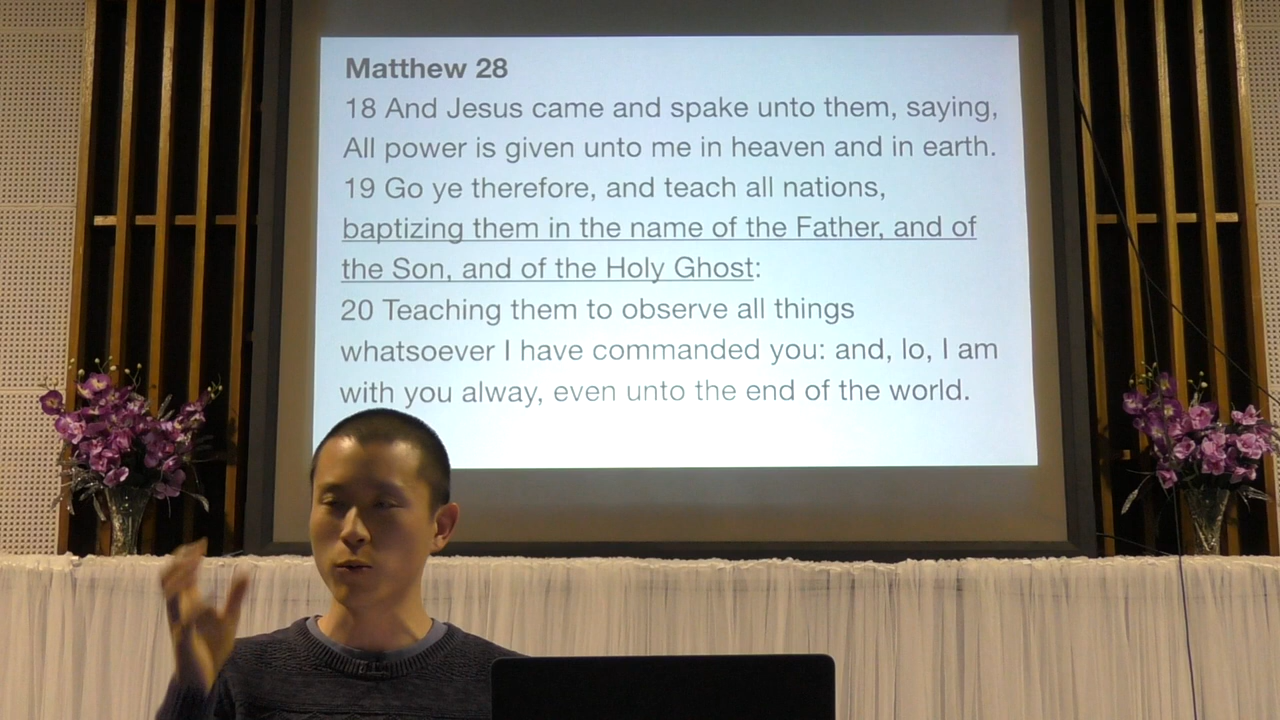 Matthew 28
18 And Jesus came and spake unto them, saying,
All power is given unto me in heaven and in earth.
19 Go ye therefore, and teach all nations,
baptizing them in the name of the Father, and of
the Son, and of the Holy Ghost:
20 Teaching them to observe all things
whatsoever I have commanded you: and, lo, I am
with you alway, even unto the end of the world.